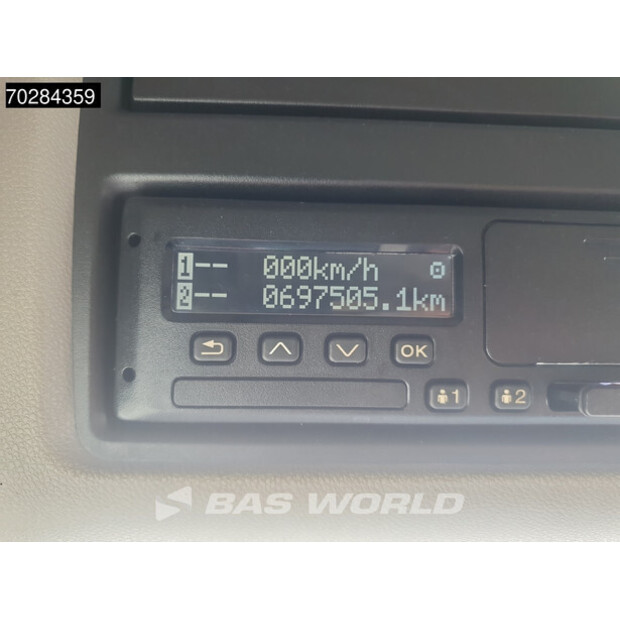 70284359
1-- 000km/h
2-- 0697505.1km
OK
1 2
BAS WORLD